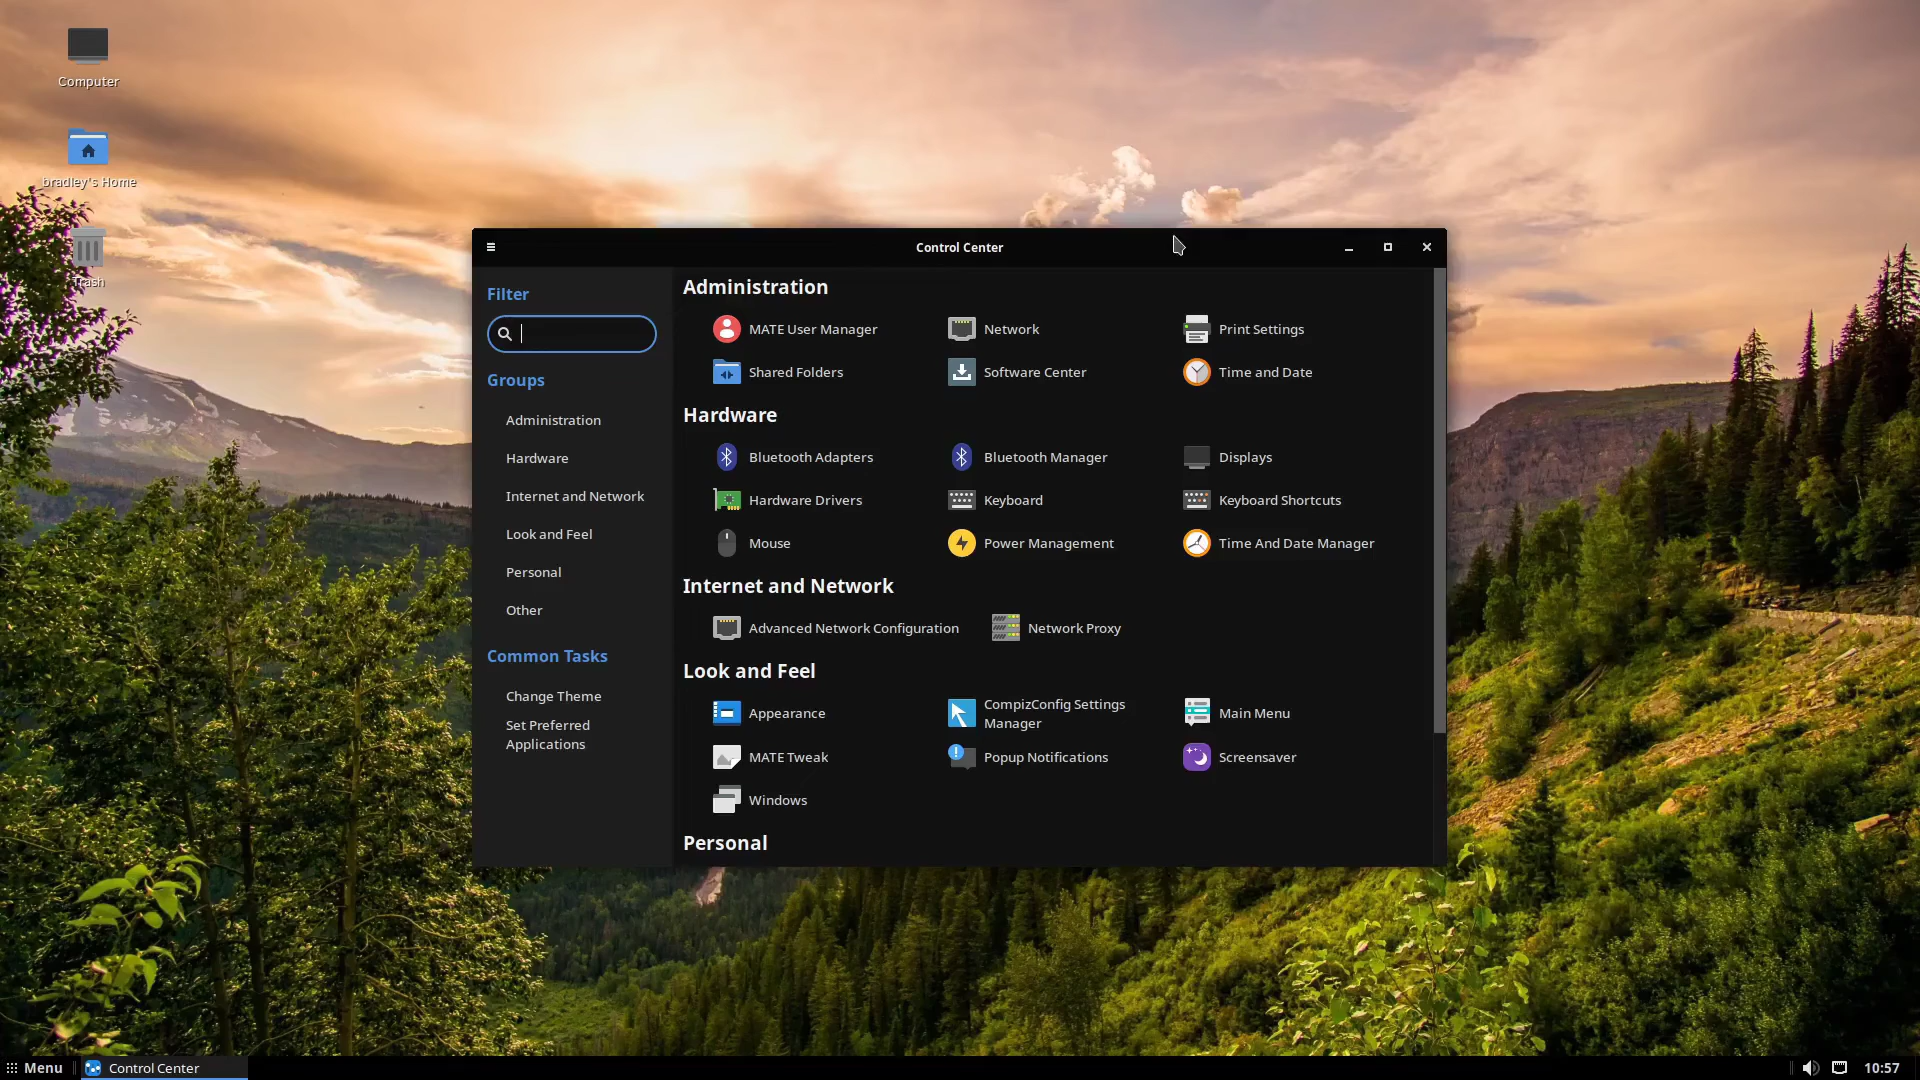 Computer
bradley's Home
Trash
Control Center
Filter
Groups
Administration
Hardware
Internet and Network
Look and Feel
Personal
Other
Common Tasks
Change Theme
Set Preferred
Applications
Administration
MATE User Manager
Network
Print Settings
Shared Folders
Software Center
Time and Date
Hardware
Bluetooth Adapters
Bluetooth Manager
Displays
Hardware Drivers
Keyboard
Keyboard Shortcuts
Mouse
Power Management
Time And Date Manager
Internet and Network
Advanced Network Configuration
Network Proxy
Look and Feel
Appearance
CompizConfig Settings
Manager
Main Menu
MATE Tweak
Popup Notifications
Screensaver
Windows
Personal
Menu
Control Center
10:57